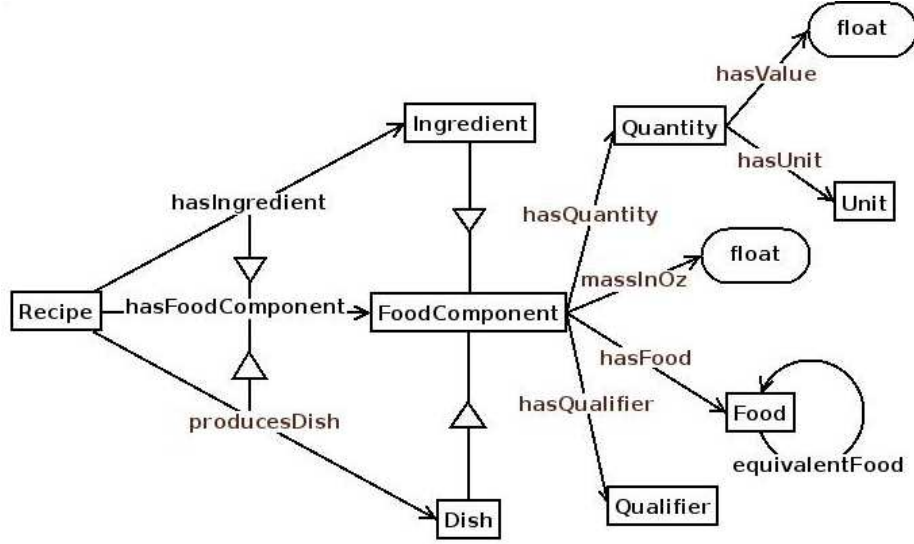 float
hasValue
Ingredient
Quantity
hasUnit
hasIngredient
Unit
hasQuantity
float
massInOz
Recipe
hasFoodComponent
FoodComponent
hasFood
hasQualifier
Food
producesDish
equivalentFood
Qualifier
Dish